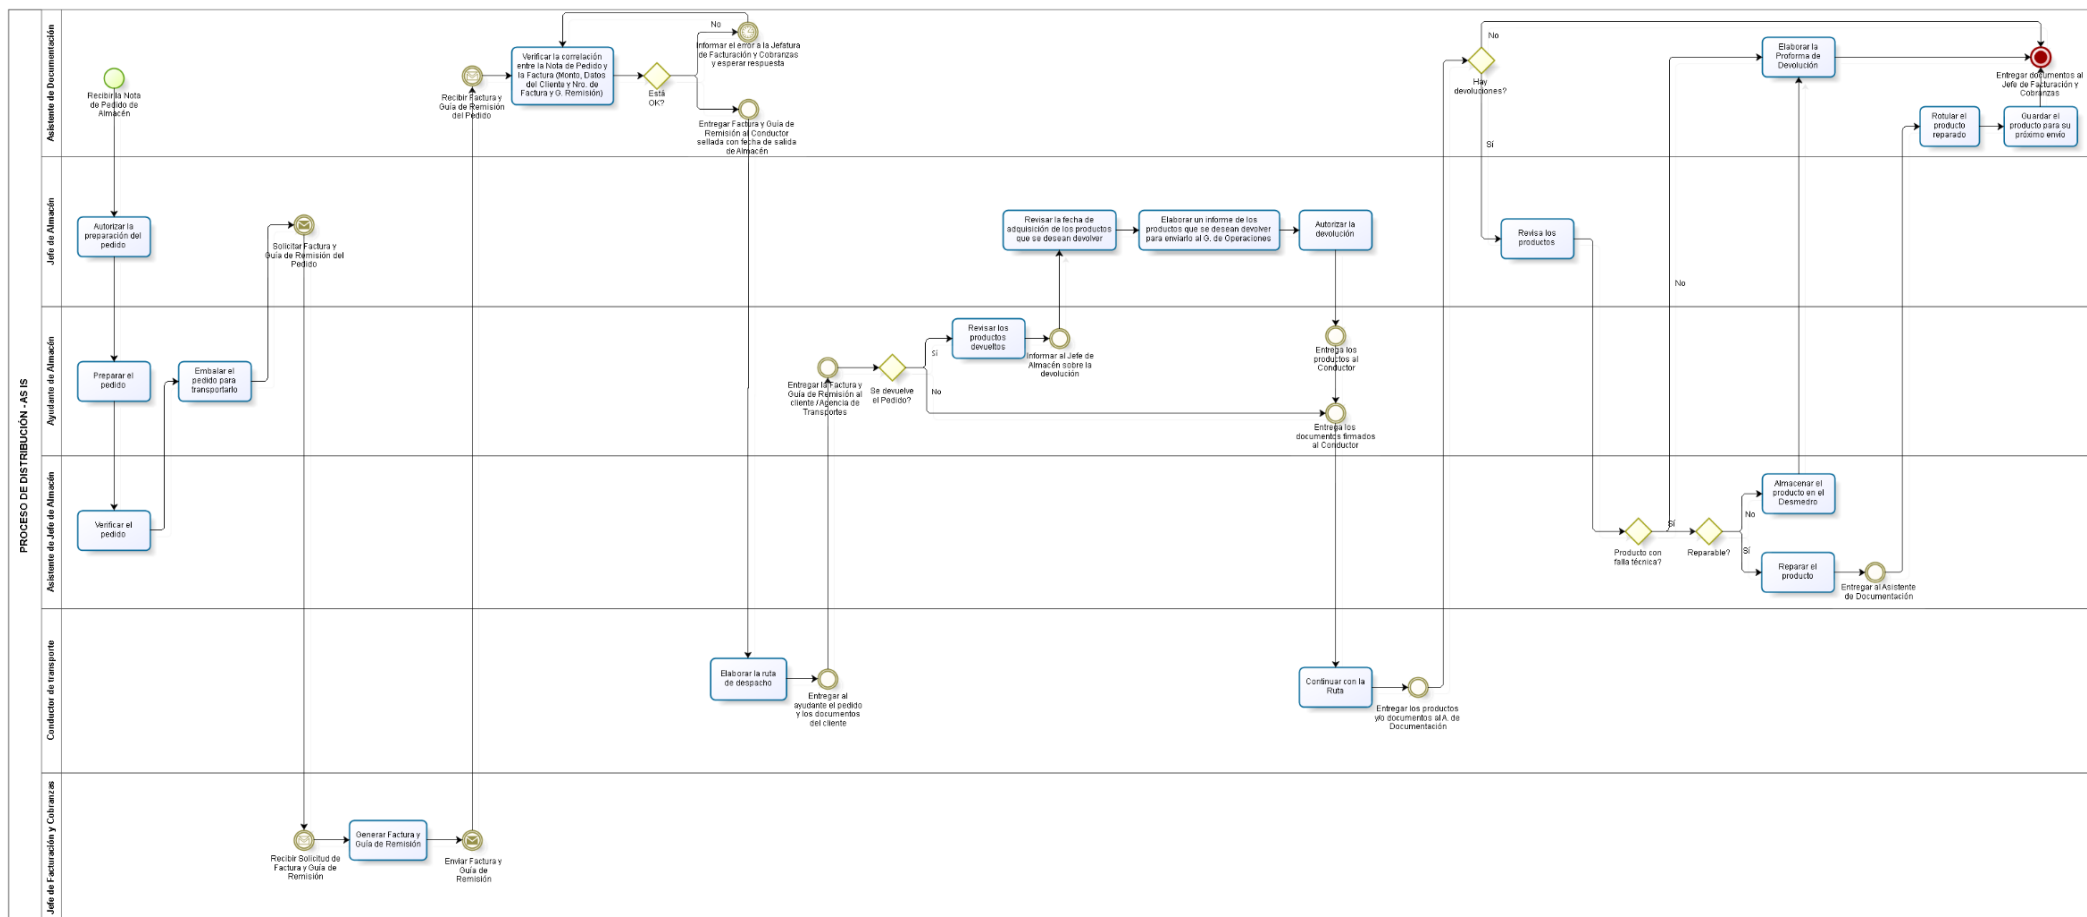 PROCESO DE DISTRIBUCIÓN - AS IS
Asistente de Documentación
Recibir la Nota
de Pedido de
Almacén
Recibir Factura y
Guía de Remisión
del Pedido
Verificar la correlación
entre la Nota de Pedido y
la Factura (Monto, Datos
del Cliente y Nro. de
Factura y G. Remisión)
Está
OK?
No
Informar el error a la Jefatura
de Facturación y Cobranzas
y esperar respuesta
Entregar Factura y Guía de
Remisión al Conductor
sellada con fecha de salida
de Almacén
Hay
devoluciones?
No
Sí
Elaborar la
Proforma de
Devolución
Entregar documentos al
Jefe de Facturación y
Cobranzas
Rotular el
producto
reparado
Guardar el
producto para su
próximo envío
Jefe de Almacén
Autorizar la
preparación del
pedido
Solicitar Factura y
Guía de Remisión del
Pedido
Revisar la fecha de
adquisición de los productos
que se desean devolver
Elaborar un informe de los
productos que se desean devolver
para enviarlo al G. de Operaciones
Autorizar la
devolución
Revisa los
productos
No
Ayudante de Almacén
Preparar el
pedido
Embalar el
pedido para
transportarlo
Entregar la Factura y
Guía de Remisión al
cliente /Agencia de
Transportes
Se devuelve
el Pedido?
Sí
No
Revisar los
productos
devueltos
Informar al Jefe de
Almacén sobre la
devolución
Entrega los
productos al
Conductor
Entrega los
documentos firmados
al Conductor
Asistente de Jefe de Almacén
Verificar el
pedido
Producto con
falla técnica?
Sí
Reparable?
No
Sí
Almacenar el
producto en el
Desmedro
Reparar el
producto
Entregar al Asistente
de Documentación
Conductor de transporte
Elaborar la ruta
de despacho
Entregar al
ayudante el pedido
y los documentos
del cliente
Continuar con la
Ruta
Entregar los productos
y/o documentos al A. de
Documentación
Jefe de Facturación y Cobranzas
Recibir Solicitud de
Factura y Guía de
Remisión
Generar Factura y
Guía de Remisión
Enviar Factura y
Guía de
Remisión